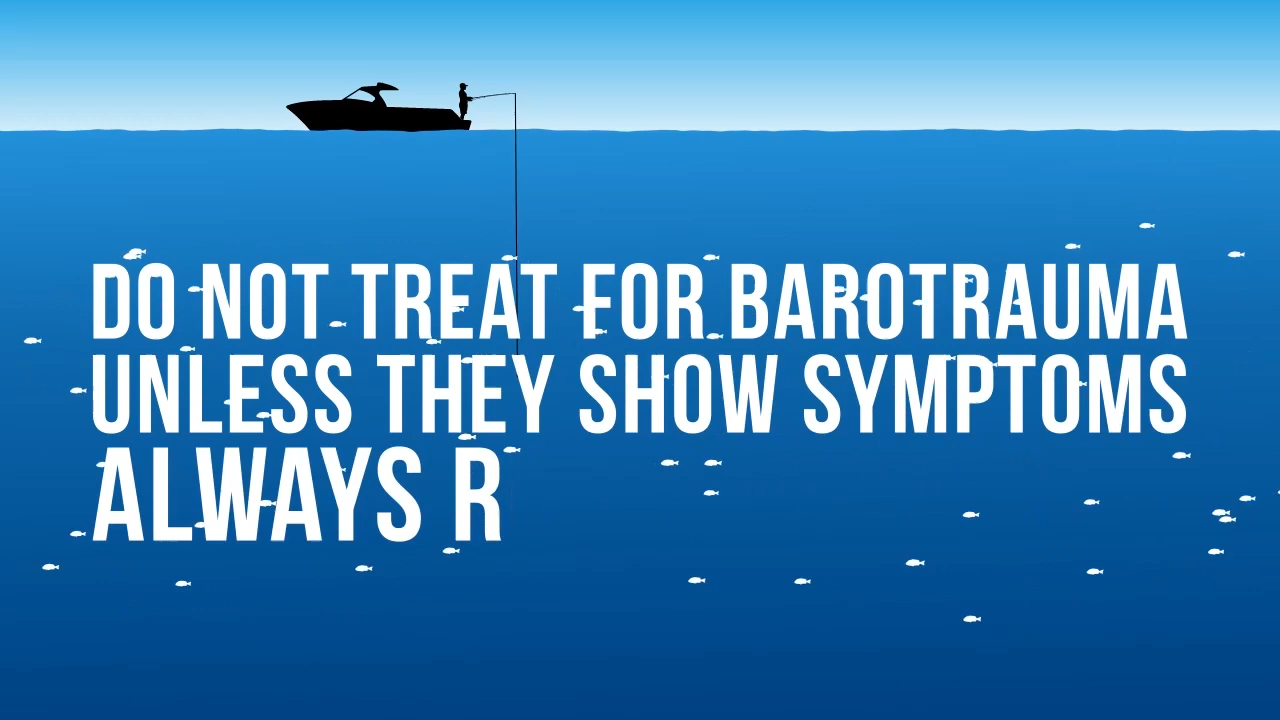 DO NOT TREAT FOR BAROTRAUMA
UNLESS THEY SHOW SYMPTOMS
ALWAYS R